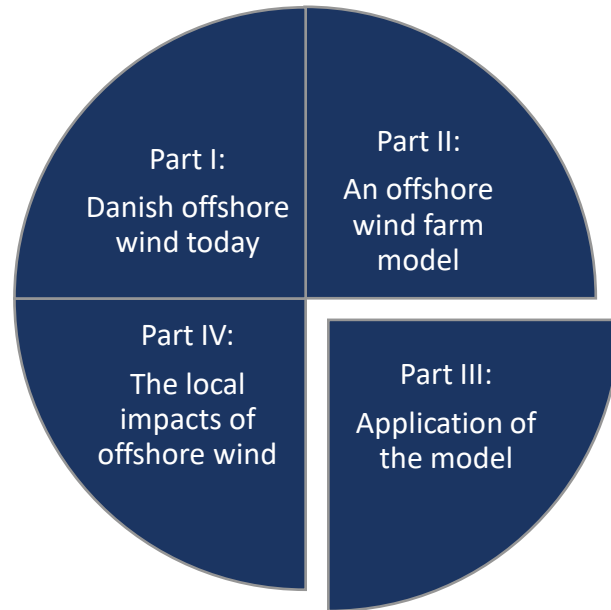 Part I:
Danish offshore
wind today
Part II:
An offshore
wind farm
model
Part III:
Application of
the model
Part IV:
The local
impacts of
offshore wind